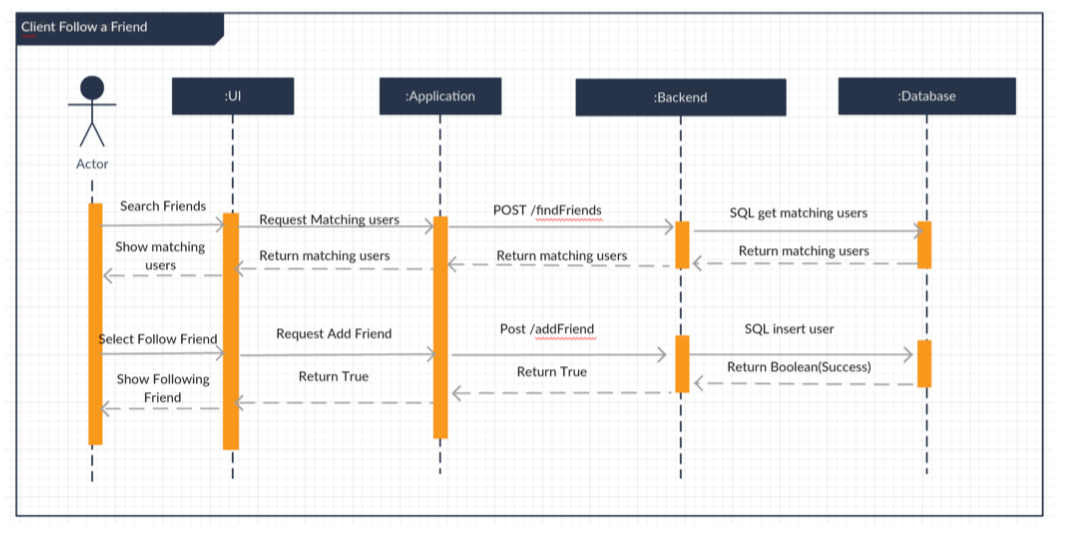 Client Follow a Friend
:UI
:Application
:Backend
:Database
Actor
Search Friends
Request Matching users
POST /findFriends
SQL get matching users
Show matching
users
Return matching users
Return matching users
Return matching users
Select Follow Friend
Request Add Friend
Post /addFriend
SQL insert user
Show Following
Friend
Return True
Return True
Return Boolean(Success)